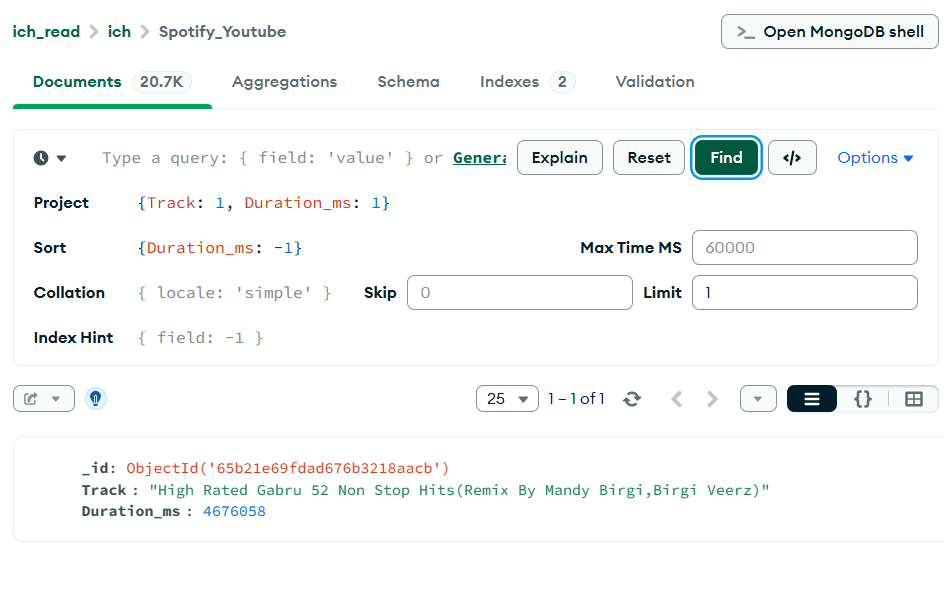 ich_read > ich > Spotify_Youtube
>_ Open MongoDB shell
Documents 20.7K Aggregations Schema Indexes 2 Validation
Type a query: { field: 'value' } or Genera Explain Reset Find </> Options
Project {Track: 1, Duration_ms: 1}
Sort {Duration_ms: -1} Max Time MS 60000
Collation { locale: 'simple' } Skip 0 Limit 1
Index Hint { field: -1 }
25 1 – 1 of 1 {}
_id: ObjectId('65b21e69fdad676b3218aacb')
Track : "High Rated Gabru 52 Non Stop Hits(Remix By Mandy Birgi,Birgi Veerz)"
Duration_ms : 4676058